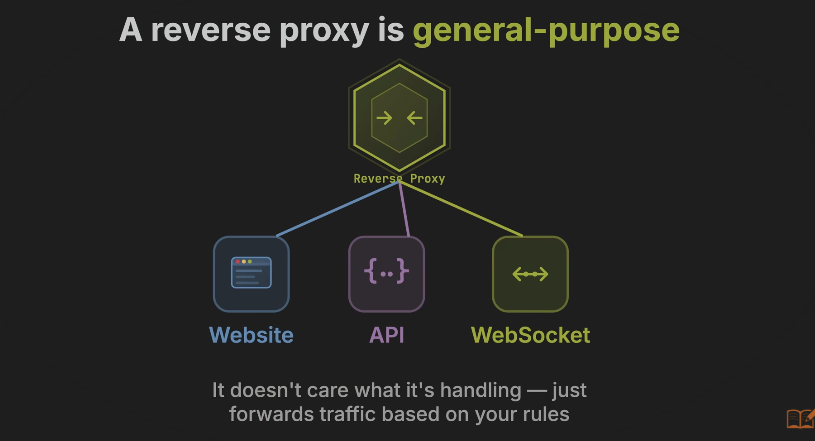 A reverse proxy is general-purpose
Reverse Proxy
{..}
Website
API
WebSocket
It doesn't care what it's handling — just
forwards traffic based on your rules